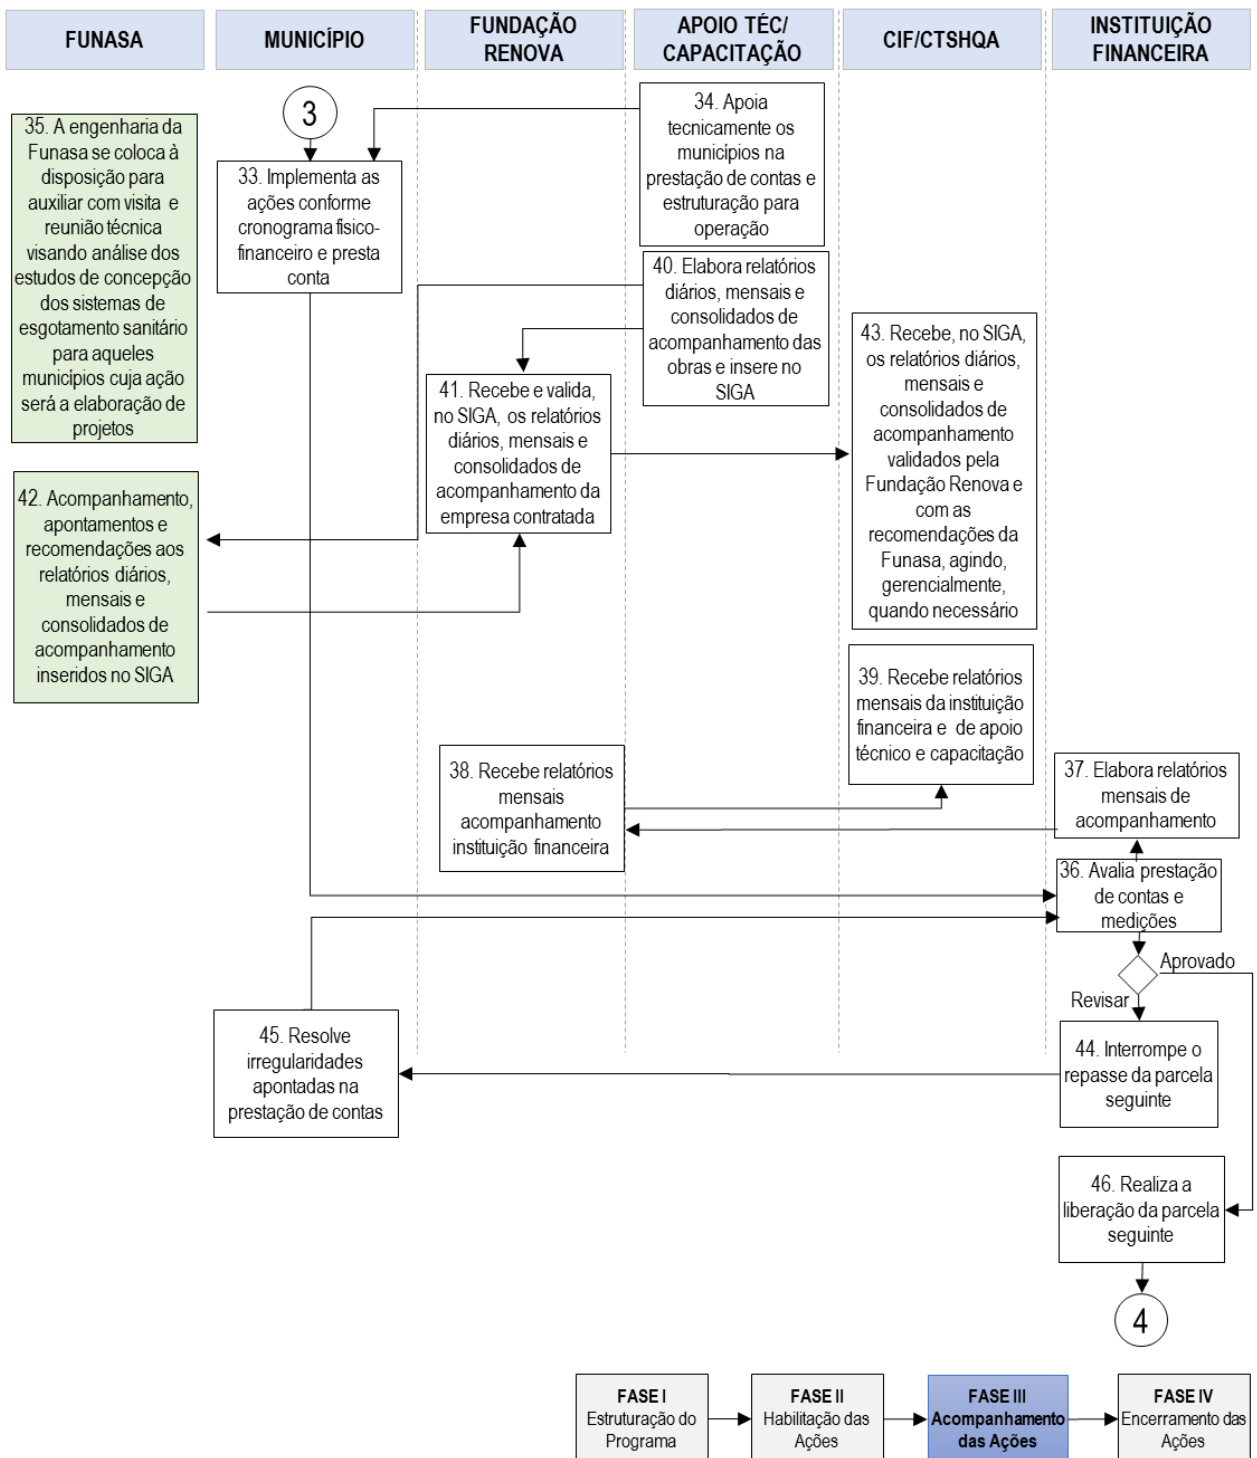 FUNASA
MUNICÍPIO
FUNDAÇÃO
RENOVA
APOIO TÉC/
CAPACITAÇÃO
CIF/CTSHQA
INSTITUIÇÃO
FINANCEIRA
35. A engenharia da
Funasa se coloca à
disposição para
auxiliar com visita e
reunião técnica
visando análise dos
estudos de concepção
dos sistemas de
esgotamento sanitário
para aqueles
municípios cuja ação
será a elaboração de
projetos
3
33. Implementa as
ações conforme
cronograma físico-
financeiro e presta
conta
34. Apoia
tecnicamente os
municípios na
prestação de contas e
estruturação para
operação
40. Elabora relatórios
diários, mensais e
consolidados de
acompanhamento das
obras e insere no
SIGA
41. Recebe e valida,
no SIGA, os relatórios
diários, mensais e
consolidados de
acompanhamento da
empresa contratada
43. Recebe, no SIGA,
os relatórios diários,
mensais e
consolidados de
acompanhamento
validados pela
Fundação Renova e
com as
recomendações da
Funasa, agindo,
gerencialmente,
quando necessário
42. Acompanhamento,
apontamentos e
recomendações aos
relatórios diários,
mensais e
consolidados de
acompanhamento
inseridos no SIGA
39. Recebe relatórios
mensais da instituição
financeira e de apoio
técnico e capacitação
38. Recebe relatórios
mensais
acompanhamento
instituição financeira
37. Elabora relatórios
mensais de
acompanhamento
36. Avalia prestação
de contas e
medições
Aprovado
Revisar
45. Resolve
irregularidades
apontadas na
prestação de contas
44. Interrompe o
repasse da parcela
seguinte
46. Realiza a
liberação da parcela
seguinte
4
FASE I
Estruturação do
Programa
FASE II
Habilitação das
Ações
FASE III
Acompanhamento
das Ações
FASE IV
Encerramento das
Ações